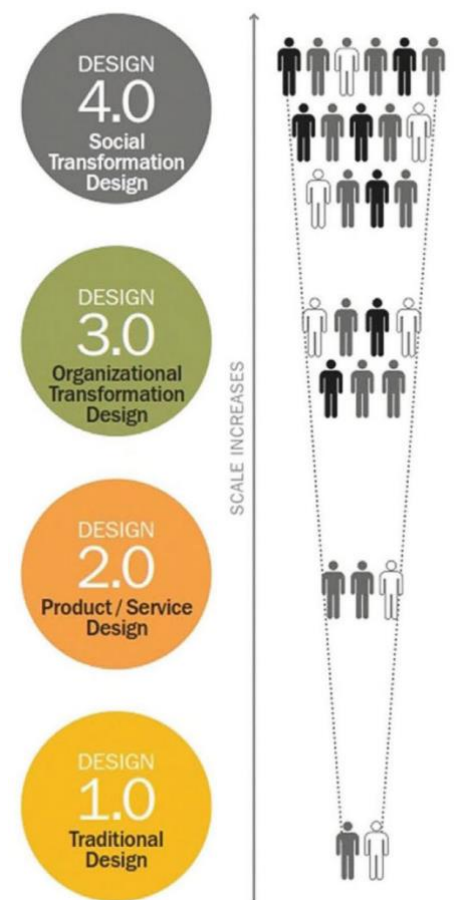 DESIGN
4.0
Social
Transformation
Design
DESIGN
3.0
Organizational
Transformation
Design
SCALE INCREASES
DESIGN
2.0
Product / Service
Design
DESIGN
1.0
Traditional
Design